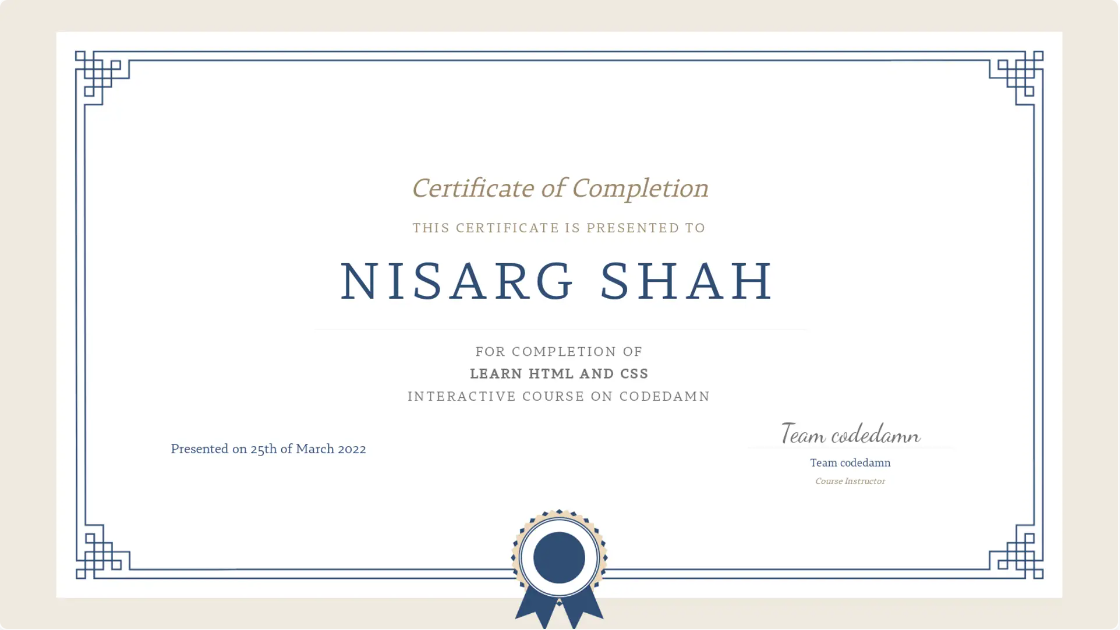 Certificate of Completion
THIS CERTIFICATE IS PRESENTED TO
NISARG SHAH
FOR COMPLETION OF
LEARN HTML AND CSS
INTERACTIVE COURSE ON CODEDAMN
Presented on 25th of March 2022
Team codedamn
Team codedamn
Course Instructor